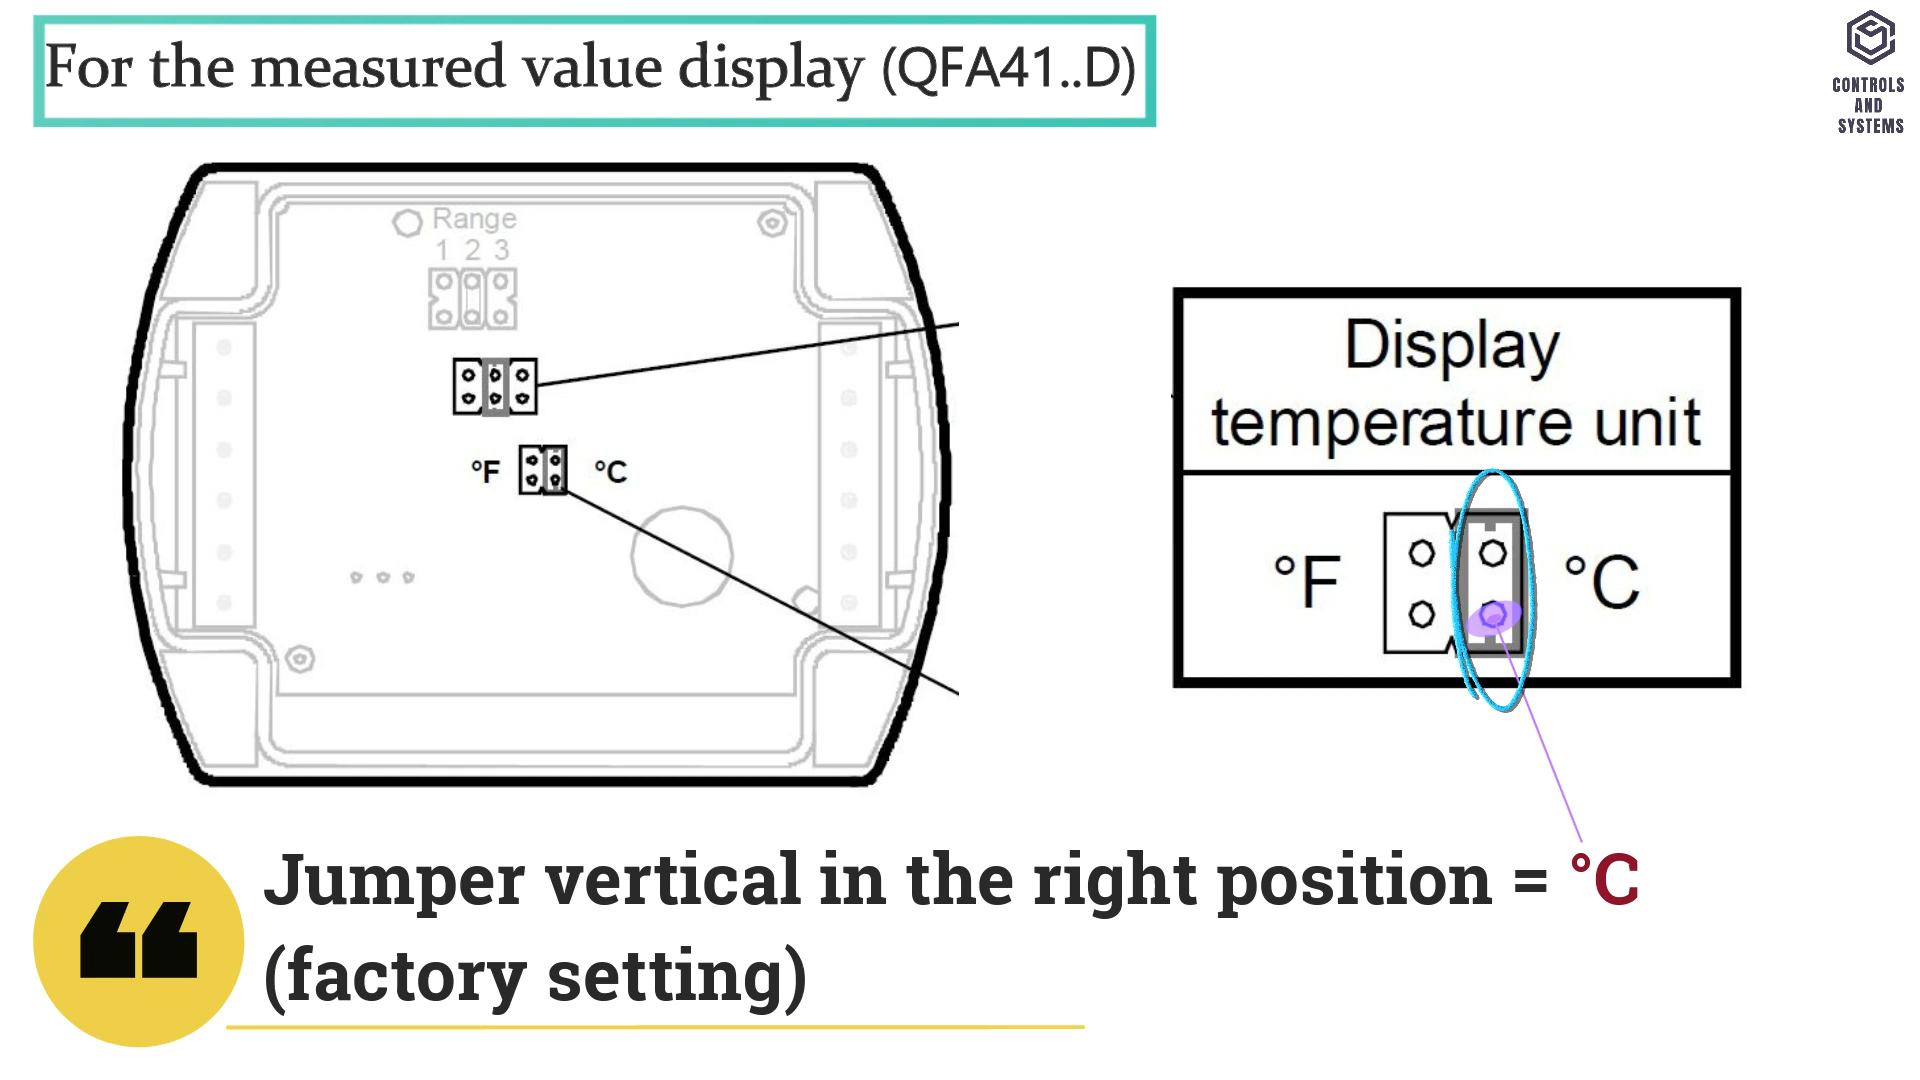 For the measured value display (QFA41..D)
CONTROLS
AND
SYSTEMS
Range
1 2 3
°F °C
Display
temperature unit
°F °C
Jumper vertical in the right position = °C
(factory setting)